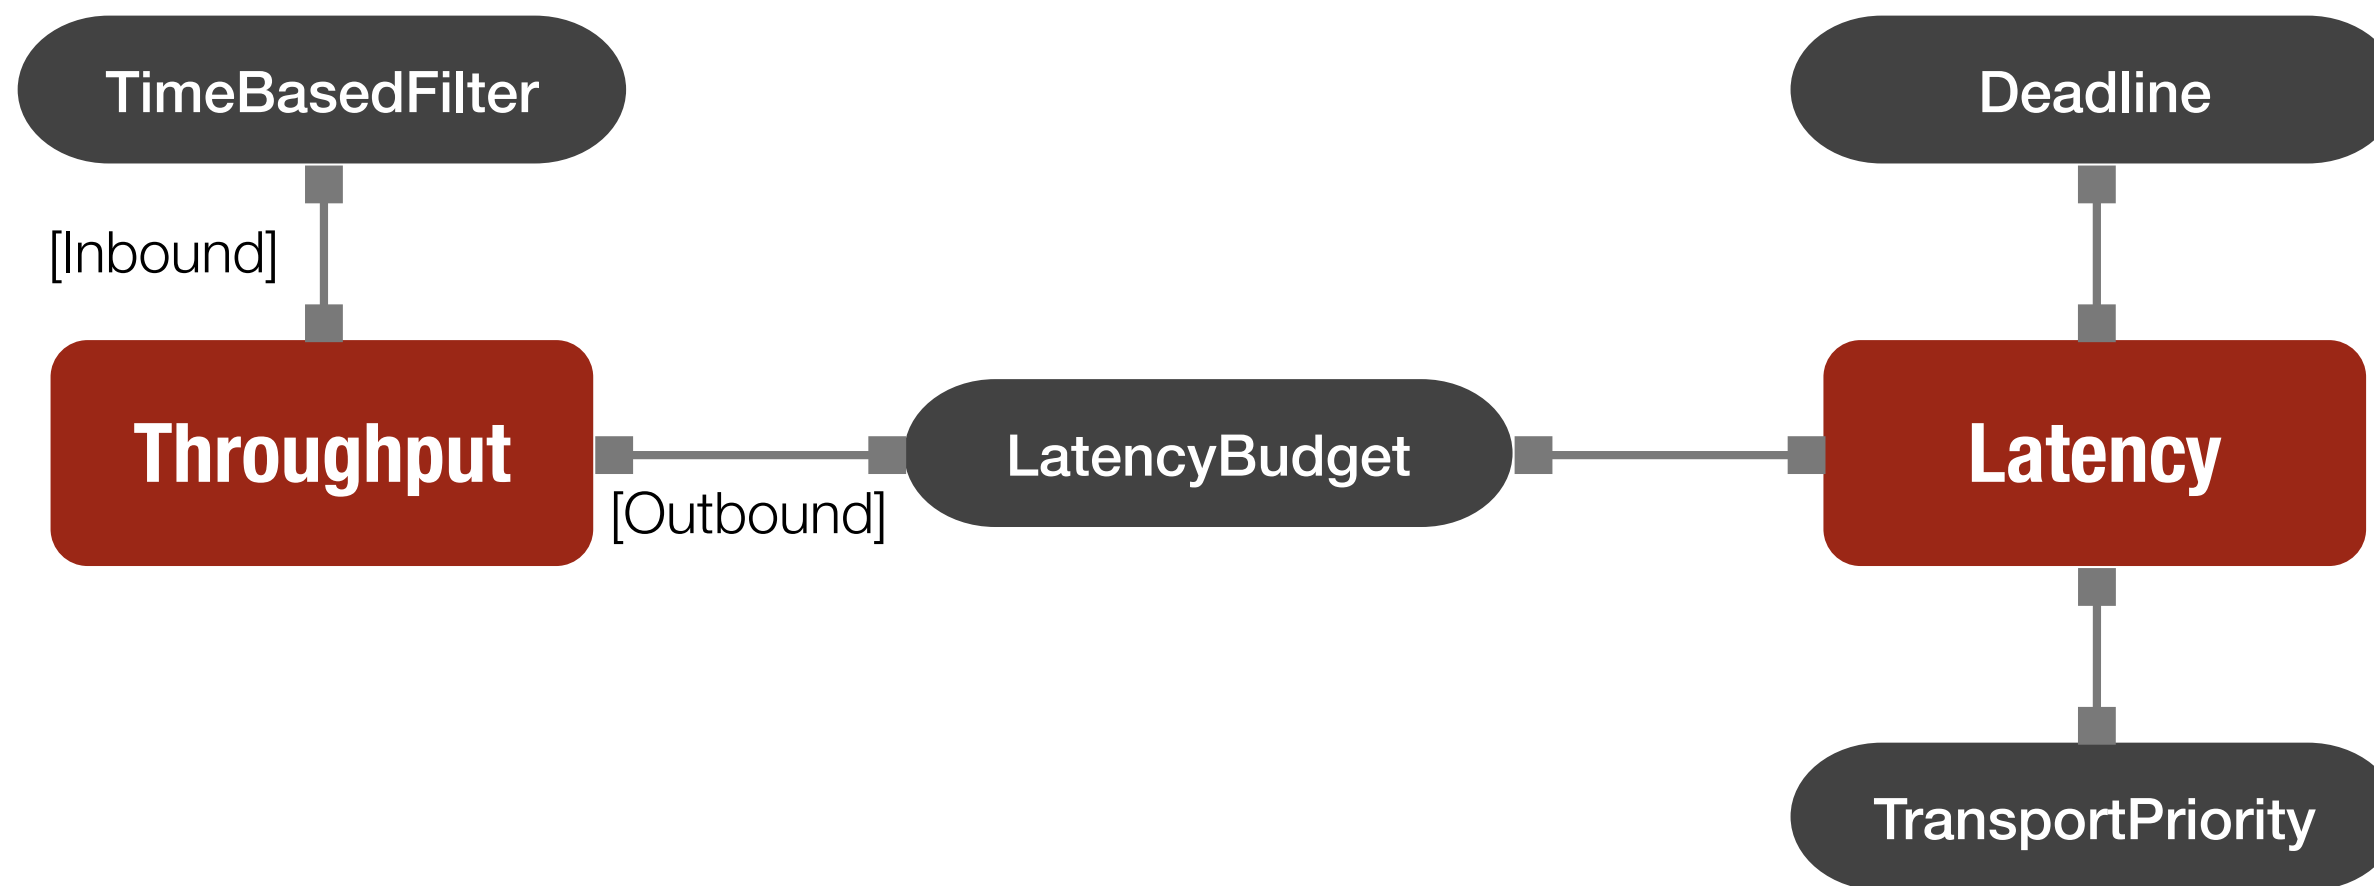 TimeBasedFilter
Deadline
[Inbound]
Throughput
LatencyBudget
Latency
[Outbound]
TransportPriority